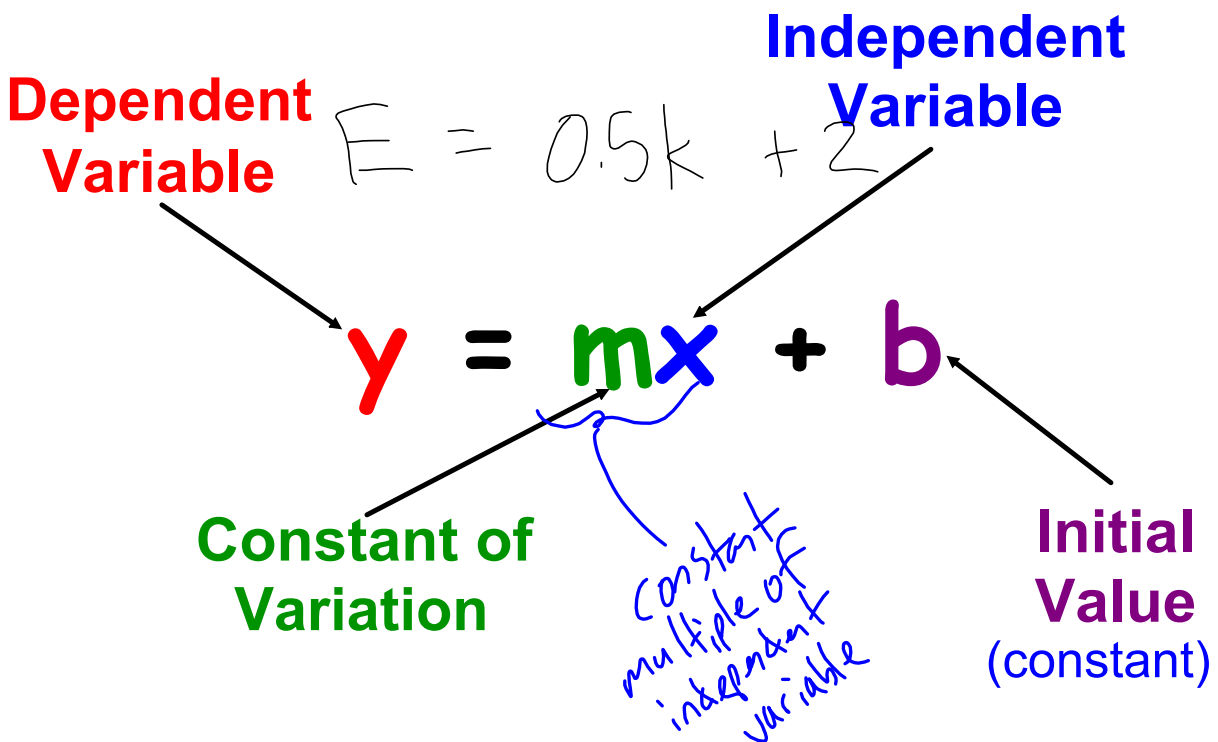 Independent
Variable
Dependent
Variable
E = 0.5k + 2
y = mx + b
Constant of
Variation
constant
multiple of
independent
variable
Initial
Value
(constant)